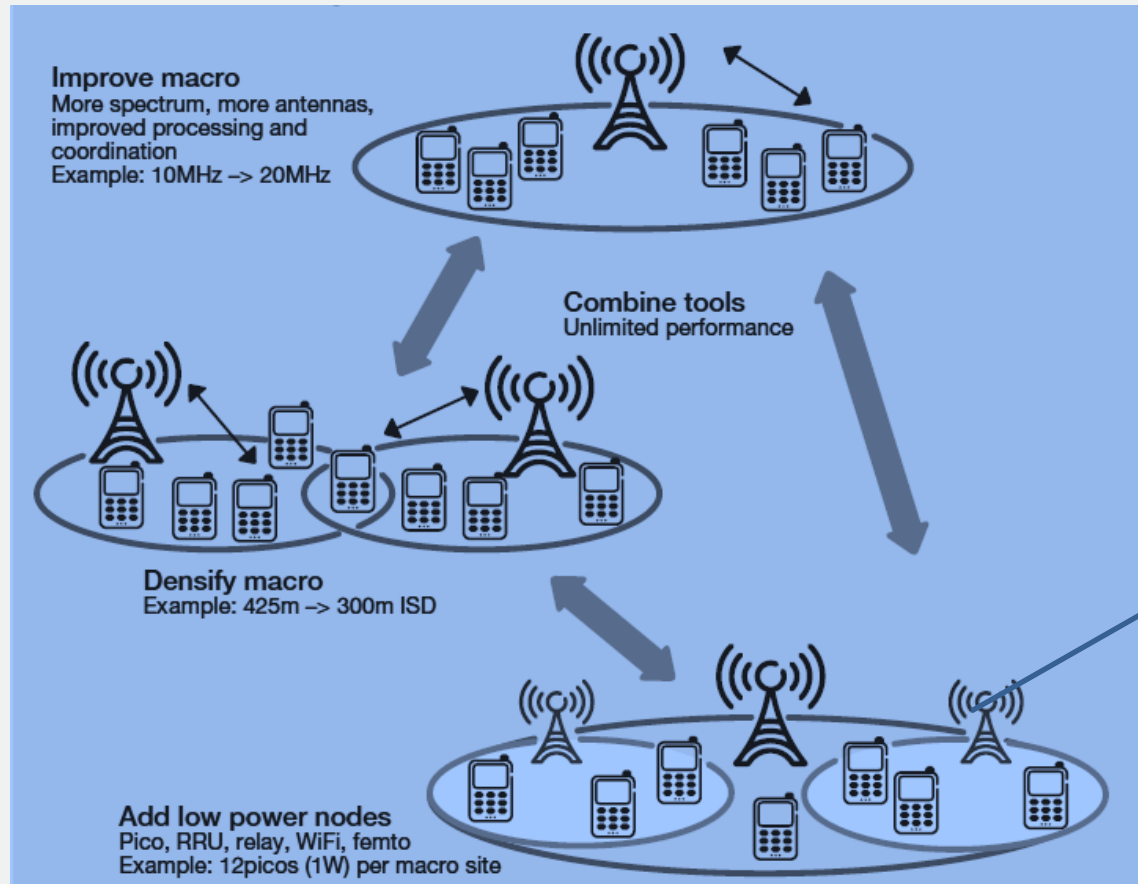 Improve macro
More spectrum, more antennas,
improved processing and
coordination
Example: 10MHz –> 20MHz
Combine tools
Unlimited performance
Densify macro
Example: 425m –> 300m ISD
Add low power nodes
Pico, RRU, relay, WiFi, femto
Example: 12picos (1W) per macro site